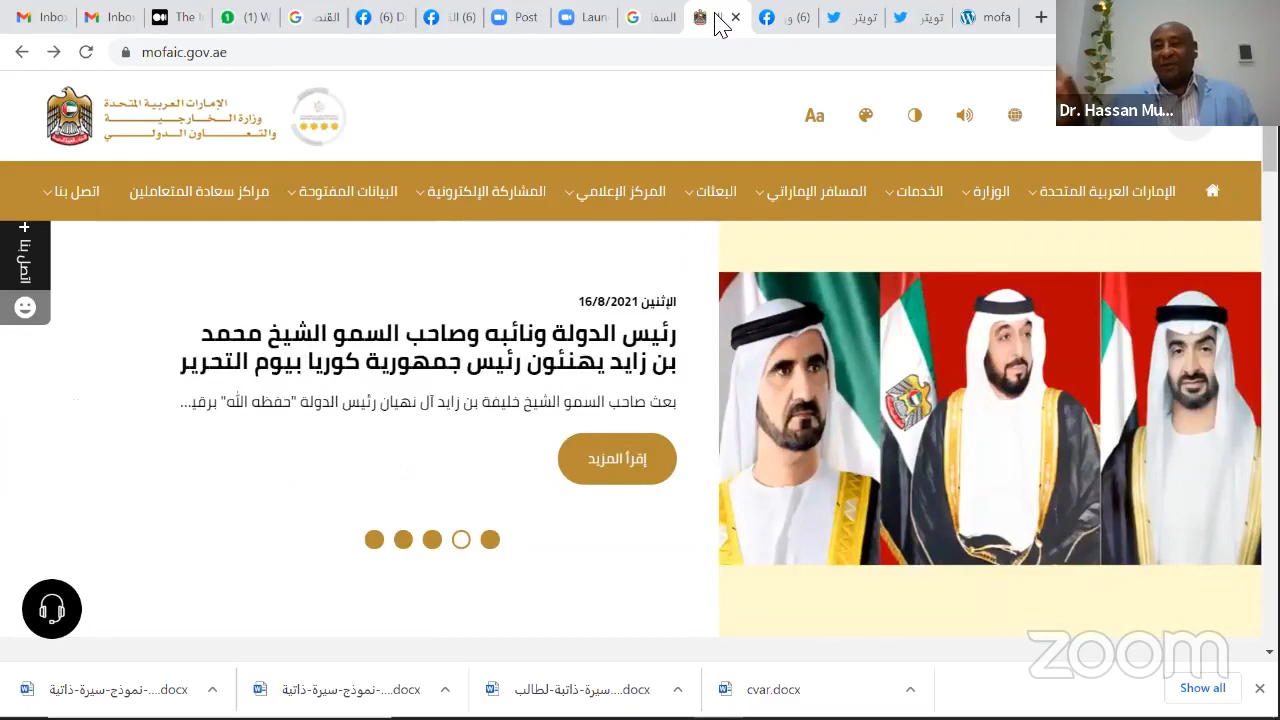 Inbo
Inbo
The In
(1) W
القنص
(6) D
(6) اللـ
Post
Laun
السفا
(6) و
تويتر
تويتر
mofa
mofaic.gov.ae
Dr. Hassan Mu...
الإمارات العربية المتحدة
وزارة الخارجية
والتعاون الدولي
Aa
الإمارات العربية المتحدة
الوزارة
الخدمات
المسافر الإماراتي
البعثات
المركز الإعلامي
المشاركة الإلكترونية
البيانات المفتوحة
مراكز سعادة المتعاملين
اتصل بنا
اتصل بنا +
الإثنين 16/8/2021
رئيس الدولة ونائبه وصاحب السمو الشيخ محمد
بن زايد يهنئون رئيس جمهورية كوريا بيوم التحرير
بعث صاحب السمو الشيخ خليفة بن زايد آل نهيان رئيس الدولة "حفظه الله" برقيـ...
إقرأ المزيد
zoom
نموذج-سيرة-ذاتية-....docx
نموذج-سيرة-ذاتية-....docx
سيرة-ذاتية-لطالب....docx
cvar.docx
Show all